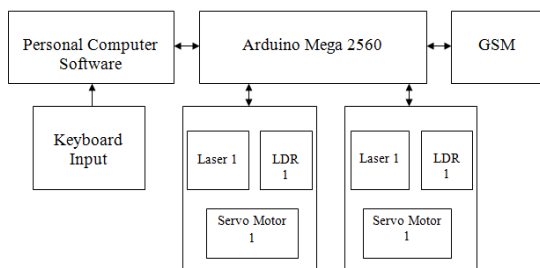 Personal Computer
Software
Arduino Mega 2560
GSM
Keyboard
Input
Laser 1
LDR
1
Servo Motor
1
Laser 1
LDR
1
Servo Motor
1